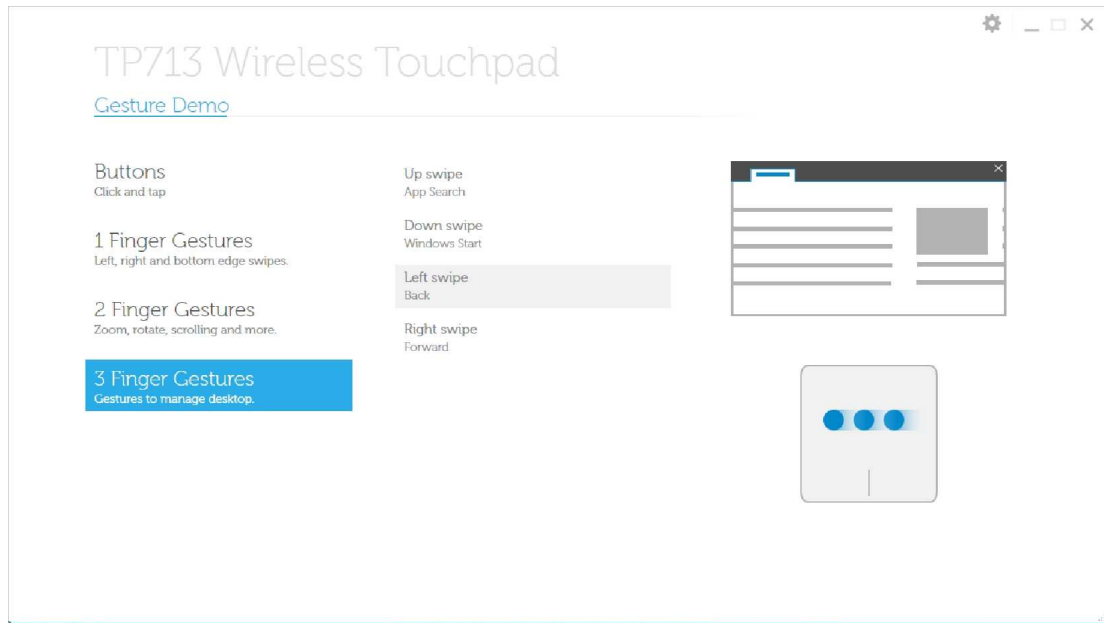 TP713 Wireless Touchpad
Gesture Demo
Buttons
Click and tap
1 Finger Gestures
Left, right and bottom edge swipes.
2 Finger Gestures
Zoom, rotate, scrolling and more.
3 Finger Gestures
Gestures to manage desktop.
Up swipe
App Search
Down swipe
Windows Start
Left swipe
Back
Right swipe
Forward